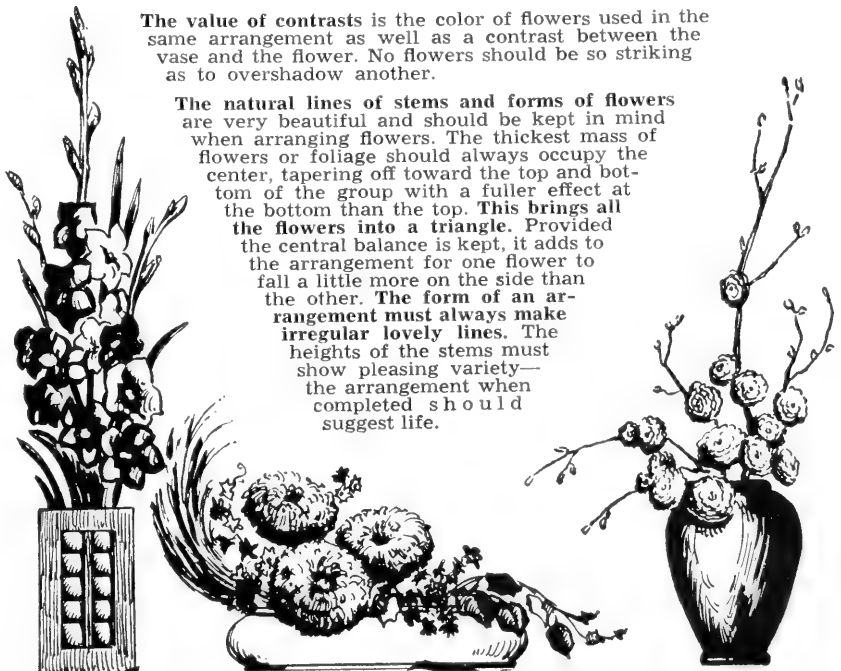 The value of contrasts is the color of flowers used in the
same arrangement as well as a contrast between the
vase and the flower. No flowers should be so striking
as to overshadow another.
The natural lines of stems and forms of flowers
are very beautiful and should be kept in mind
when arranging flowers. The thickest mass of
flowers or foliage should always occupy the
center, tapering off toward the top and bot-
tom of the group with a fuller effect at
the bottom than the top. This brings all
the flowers into a triangle. Provided
the central balance is kept, it adds to
the arrangement for one flower to
fall a little more on the side than
the other. The form of an ar-
rangement must always make
irregular lovely lines. The
heights of the stems must
show pleasing variety—
the arrangement when
completed should
suggest life.